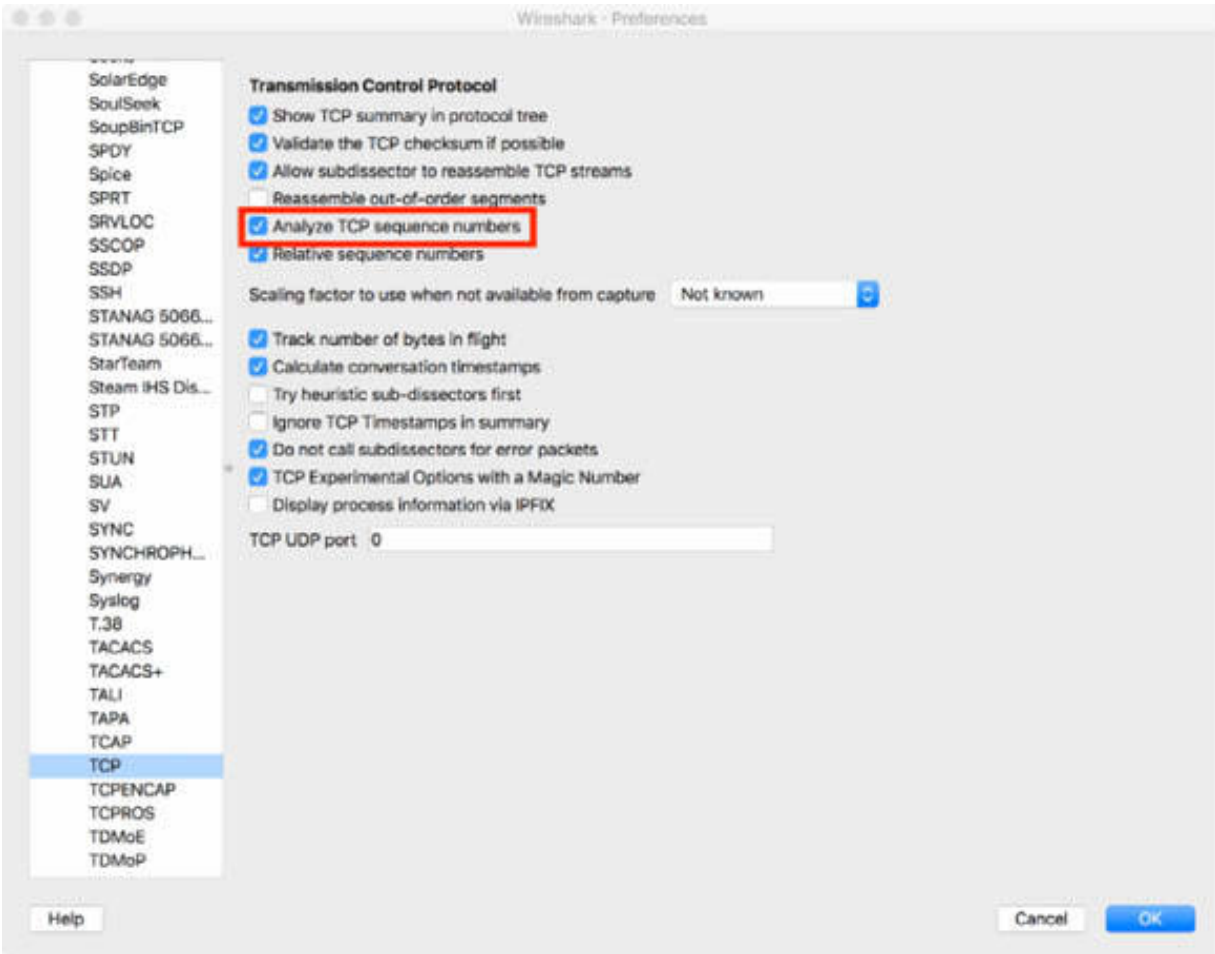 Wireshark · Preferences
SolarEdge
SoulSeek
SoupBinTCP
SPDY
Spice
SPRT
SRVLOC
SSCOP
SSDP
SSH
STANAG 5066...
STANAG 5066...
StarTeam
Steam IHS Dis...
STP
STT
STUN
SUA
SV
SYNC
SYNCHROPH...
Synergy
Syslog
T.38
TACACS
TACACS+
TALI
TAPA
TCAP
TCP
TCPENCAP
TCPROS
TDMoE
TDMoP
Transmission Control Protocol
Show TCP summary in protocol tree
Validate the TCP checksum if possible
Allow subdissector to reassemble TCP streams
Reassemble out-of-order segments
Analyze TCP sequence numbers
Relative sequence numbers
Scaling factor to use when not available from capture Not known
Track number of bytes in flight
Calculate conversation timestamps
Try heuristic sub-dissectors first
Ignore TCP Timestamps in summary
Do not call subdissectors for error packets
TCP Experimental Options with a Magic Number
Display process information via IPFIX
TCP UDP port 0
Help
Cancel
OK